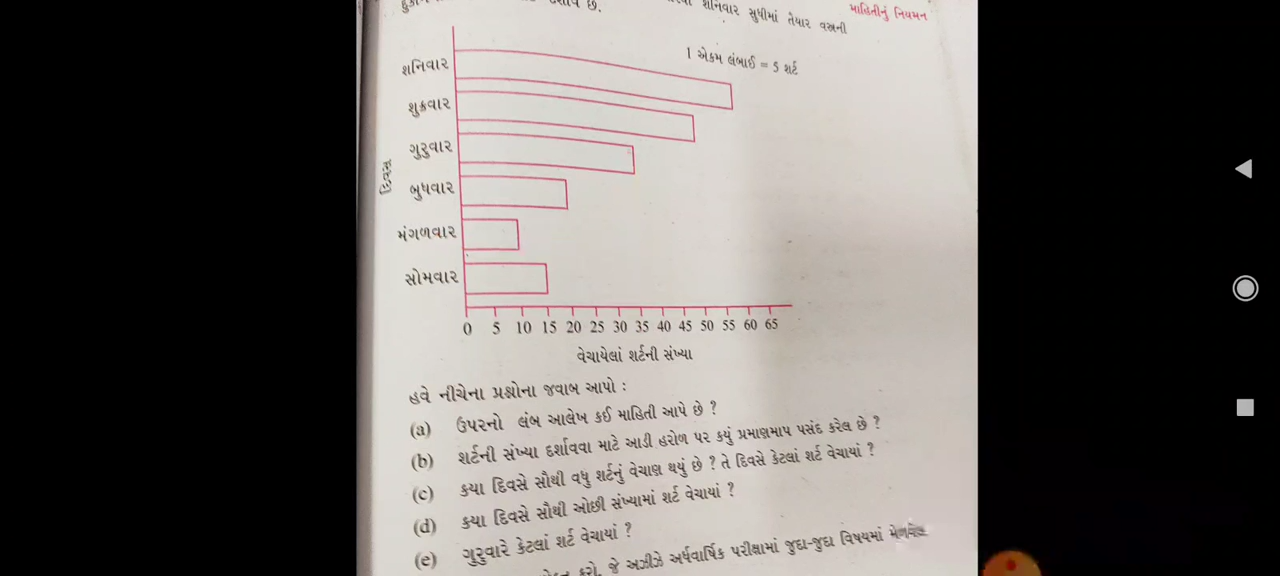 શનિવાર સુધીમાં તેયાર વસ્ત્રની
માહિતીનું નિયમન
1 એકમ લંબાઈ = 5 શર્ટ
શનિવાર
શુક્રવાર
ગુરુવાર
દિવસ
બુધવાર
મંગળવાર
સોમવાર
0 5 10 15 20 25 30 35 40 45 50 55 60 65
વેચાયેલાં શર્ટની સંખ્યા
હવે નીચેના પ્રશ્નોના જવાબ આપો :
(a) ઉપરનો લંબ આલેખ કઈ માહિતી આપે છે ?
(b) શર્ટની સંખ્યા દર્શાવવા માટે આડી હરોળ પર કયું પ્રમાણમાપ પસંદ કરેલ છે ?
(c) કયા દિવસે સૌથી વધુ શર્ટનું વેચાણ થયું છે ? તે દિવસે કેટલાં શર્ટ વેચાયાં ?
(d) કયા દિવસે સૌથી ઓછી સંખ્યામાં શર્ટ વેચાયાં ?
(e) ગુરુવારે કેટલાં શર્ટ વેચાયાં ?
કરો, જે અઝીઝે અર્ધવાર્ષિક પરીક્ષામાં જુદા-જુદા વિષયમાં